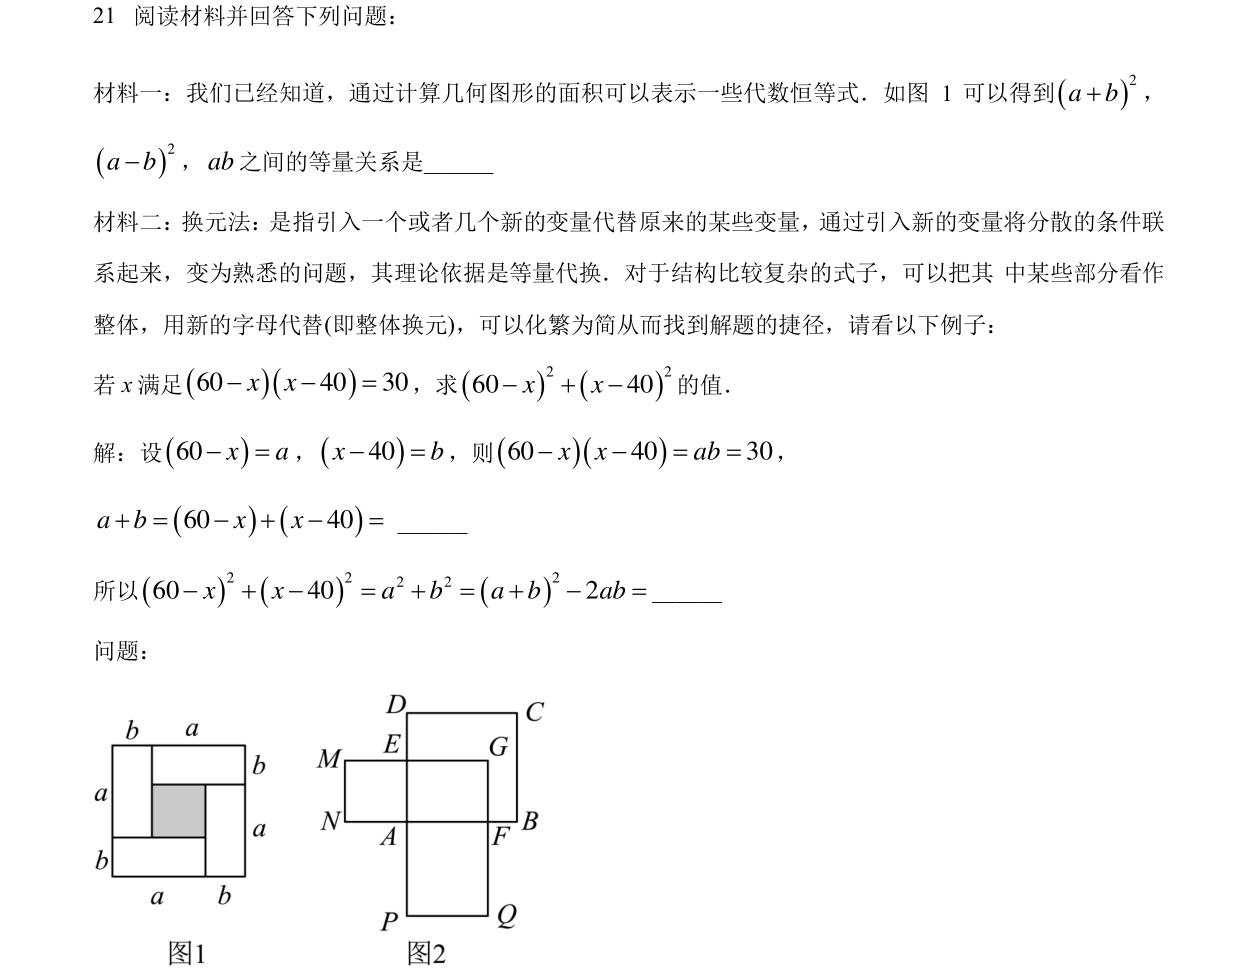 21 阅读材料并回答下列问题：
材料一：我们已经知道，通过计算几何图形的面积可以表示一些代数恒等式．如图 1 可以得到(a+b)²，
(a−b)²，ab之间的等量关系是______
材料二：换元法：是指引入一个或者几个新的变量代替原来的某些变量，通过引入新的变量将分散的条件联
系起来，变为熟悉的问题，其理论依据是等量代换．对于结构比较复杂的式子，可以把其 中某些部分看作
整体，用新的字母代替(即整体换元)，可以化繁为简从而找到解题的捷径，请看以下例子：
若 x 满足(60−x)(x−40)=30，求(60−x)²+(x−40)²的值．
解：设(60−x)=a，(x−40)=b，则(60−x)(x−40)=ab=30，
a+b=(60−x)+(x−40)= ______
所以(60−x)²+(x−40)²=a²+b²=(a+b)²−2ab=______
问题：
D C
b a
E G
M
b
a
N A F B
a
b
a b
P Q
图1 图2